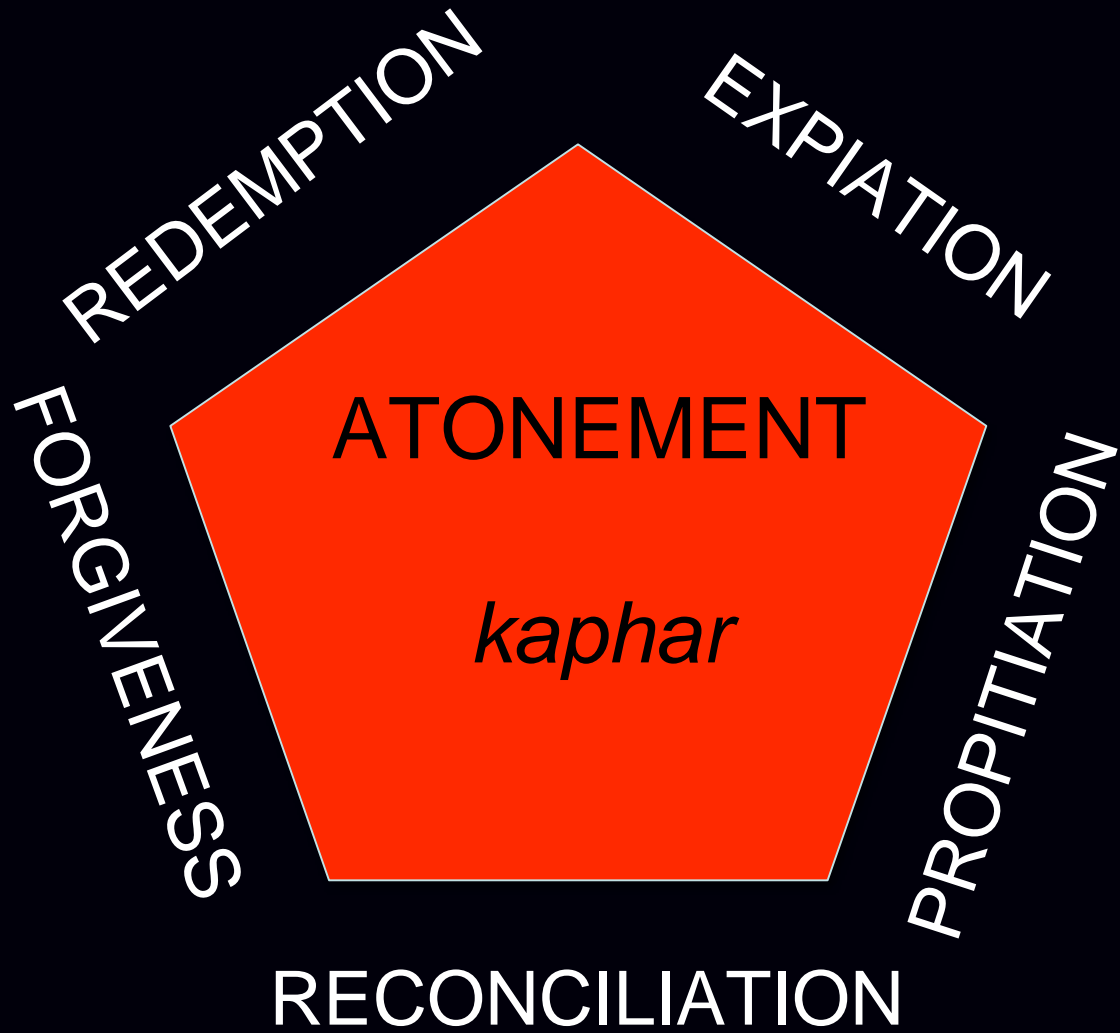 REDEMPTION
EXPIATION
FORGIVENESS
ATONEMENT
kaphar
PROPITIATION
RECONCILIATION